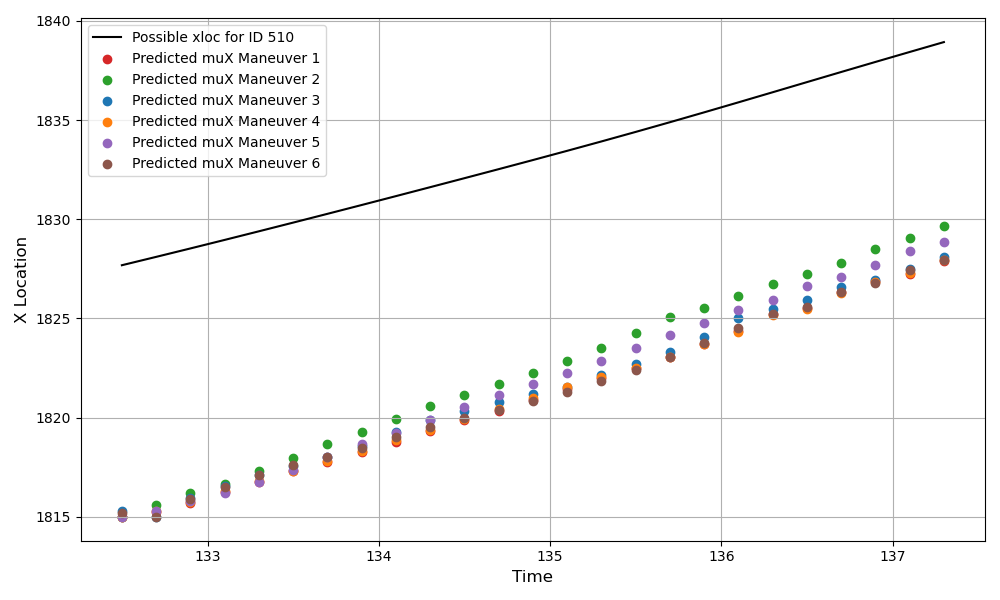 1840
1835
1830
1825
1820
1815
X Location
Possible xloc for ID 510
Predicted muX Maneuver 1
Predicted muX Maneuver 2
Predicted muX Maneuver 3
Predicted muX Maneuver 4
Predicted muX Maneuver 5
Predicted muX Maneuver 6
133 134 135 136 137
Time